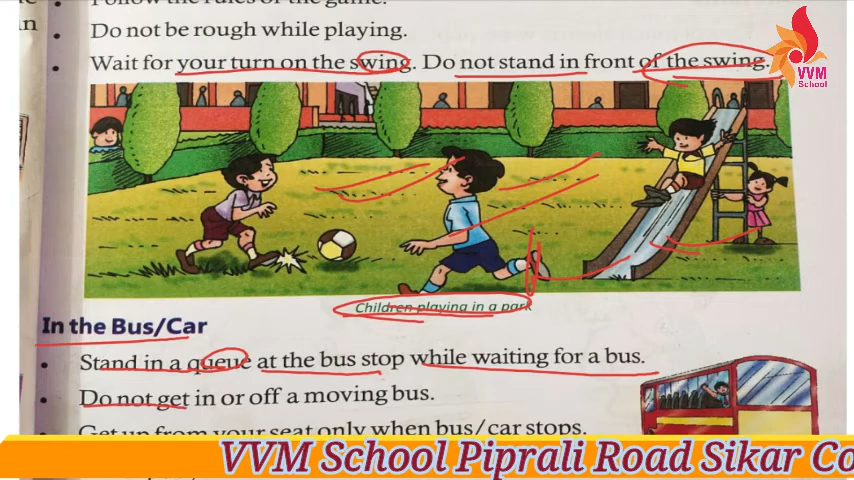 Follow the rules of the game.
in
Do not be rough while playing.
Wait for your turn on the swing. Do not stand in front of the swing.
VVM
School
Children playing in a park
In the Bus/Car
Stand in a queue at the bus stop while waiting for a bus.
Do not get in or off a moving bus.
Get up from your seat only when bus/car stops.
VVM School Piprali Road Sikar Co